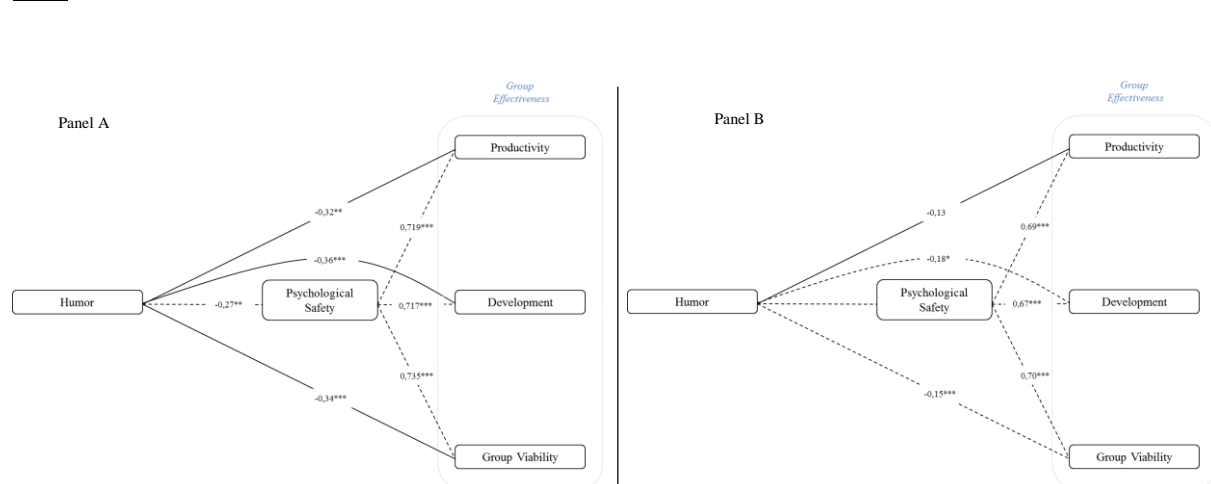 Group
Effectiveness
Panel A
Productivity
-0,32**
0,719***
-0,36***
Humor
-0,27**
Psychological
Safety
0,717***
Development
0,735***
-0,34***
Group Viability
Group
Effectiveness
Panel B
Productivity
-0,13
0.69***
-0,18*
Humor
Psychological
Safety
0,67***
Development
0,70***
-0,15***
Group Viability